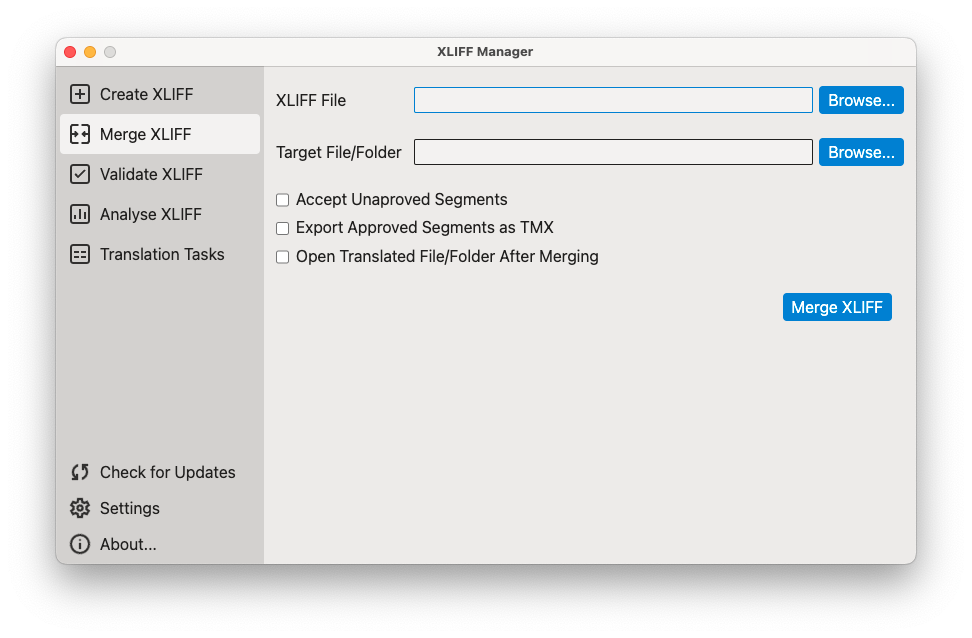 XLIFF Manager
Create XLIFF
Merge XLIFF
Validate XLIFF
Analyse XLIFF
Translation Tasks
Check for Updates
Settings
About...
XLIFF File
Browse...
Target File/Folder
Browse...
Accept Unaproved Segments
Export Approved Segments as TMX
Open Translated File/Folder After Merging
Merge XLIFF